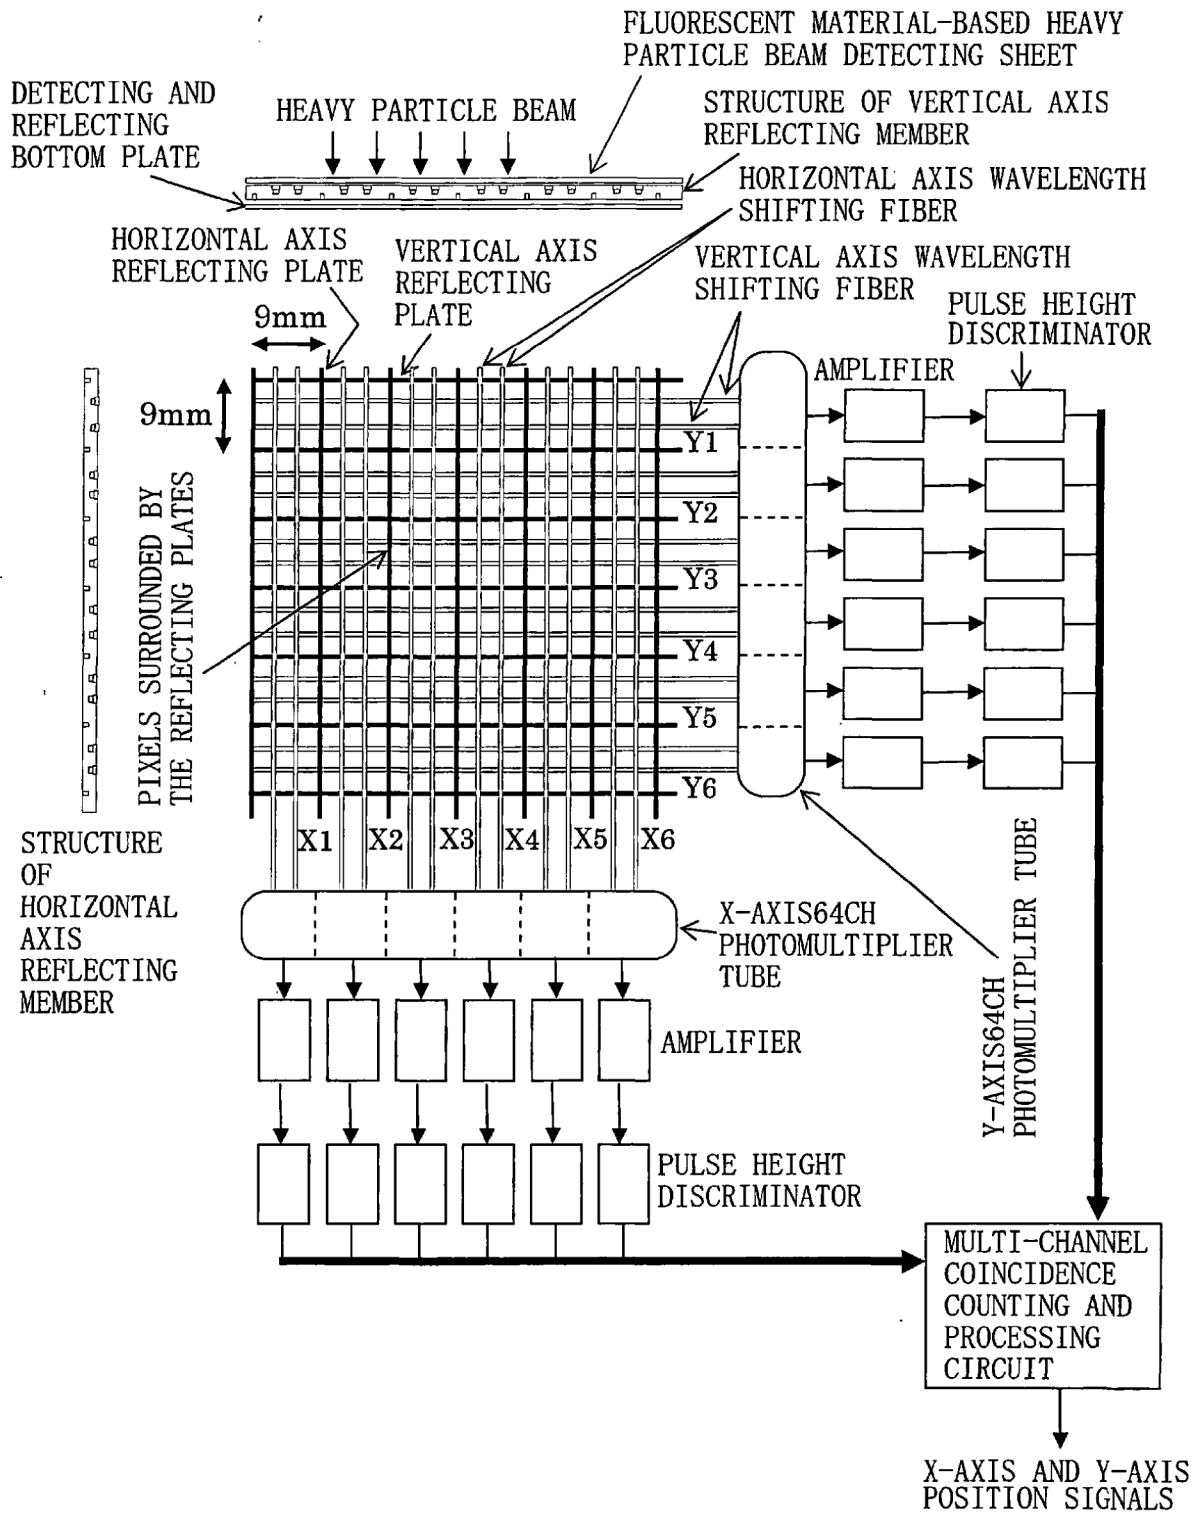 FLUORESCENT MATERIAL-BASED HEAVY
PARTICLE BEAM DETECTING SHEET
DETECTING AND
REFLECTING
BOTTOM PLATE
HEAVY PARTICLE BEAM
STRUCTURE OF VERTICAL AXIS
REFLECTING MEMBER
HORIZONTAL AXIS WAVELENGTH
SHIFTING FIBER
HORIZONTAL AXIS
REFLECTING PLATE
VERTICAL AXIS
REFLECTING
PLATE
VERTICAL AXIS WAVELENGTH
SHIFTING FIBER
PULSE HEIGHT
DISCRIMINATOR
9mm
AMPLIFIER
9mm
Y1
Y2
Y3
Y4
Y5
Y6
PIXELS SURROUNDED BY
THE REFLECTING PLATES
X1
X2
X3
X4
X5
X6
STRUCTURE
OF
HORIZONTAL
AXIS
REFLECTING
MEMBER
X-AXIS64CH
PHOTOMULTIPLIER
TUBE
Y-AXIS64CH
PHOTOMULTIPLIER TUBE
AMPLIFIER
PULSE HEIGHT
DISCRIMINATOR
MULTI-CHANNEL
COINCIDENCE
COUNTING AND
PROCESSING
CIRCUIT
X-AXIS AND Y-AXIS
POSITION SIGNALS